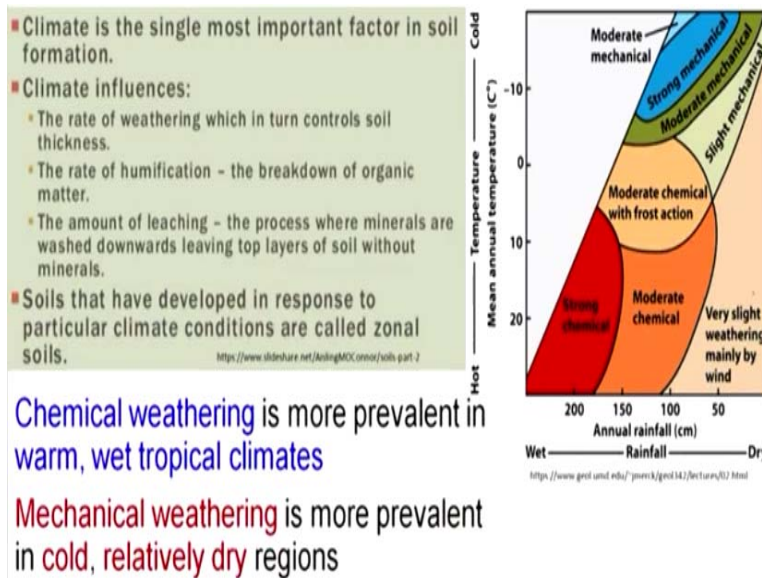 Climate is the single most important factor in soil
formation.
Climate influences:
The rate of weathering which in turn controls soil
thickness.
The rate of humification – the breakdown of organic
matter.
The amount of leaching – the process where minerals are
washed downwards leaving top layers of soil without
minerals.
Soils that have developed in response to
particular climate conditions are called zonal
soils.
https://www.slideshare.net/AislingMOConnor/soils-part-2
Chemical weathering is more prevalent in
warm, wet tropical climates
Mechanical weathering is more prevalent
in cold, relatively dry regions
Hot Temperature Cold
Mean annual temperature (C°)
-10
0
10
20
Moderate
mechanical
Strong mechanical
Moderate mechanical
Slight mechanical
Moderate chemical
with frost action
Strong
chemical
Moderate
chemical
Very slight
weathering
mainly by
wind
200 150 100 50
Annual rainfall (cm)
Wet Rainfall Dry